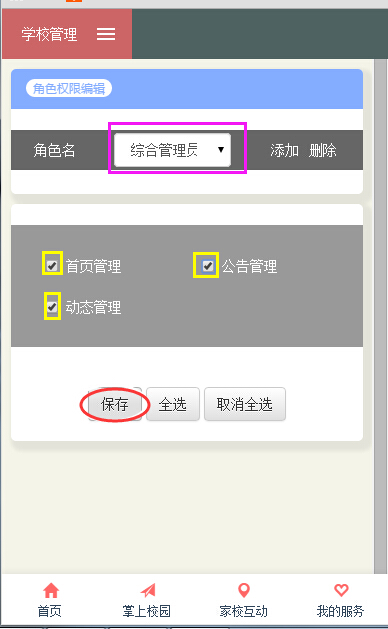 学校管理
角色权限编辑
角色名 综合管理员 添加 删除
首页管理 公告管理
动态管理
保存 全选 取消全选
首页 掌上校园 家校互动 我的服务